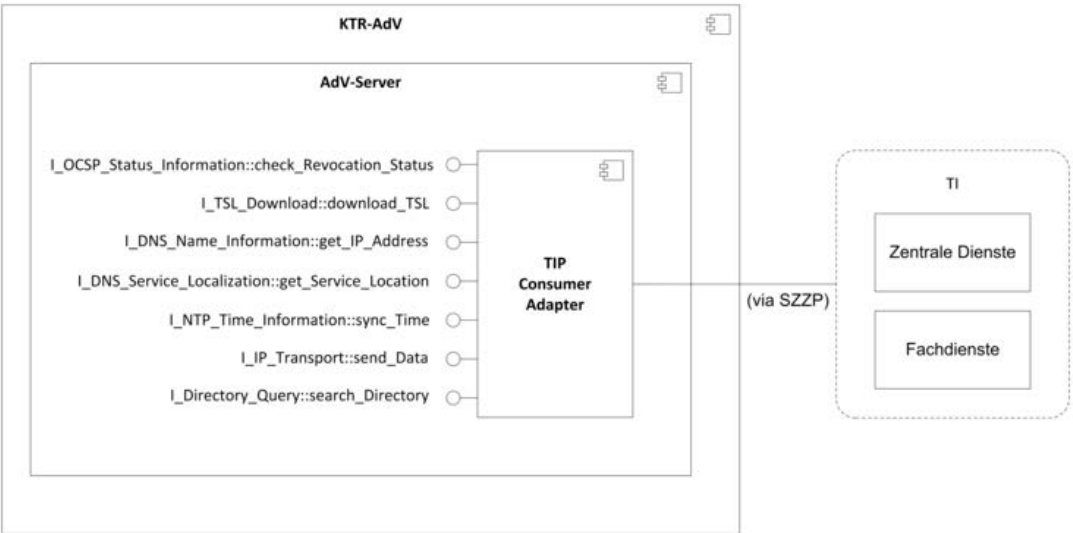 KTR-AdV
AdV-Server
I_OCSP_Status_Information::check_Revocation_Status
I_TSL_Download::download_TSL
I_DNS_Name_Information::get_IP_Address
I_DNS_Service_Localization::get_Service_Location
I_NTP_Time_Information::sync_Time
I_IP_Transport::send_Data
I_Directory_Query::search_Directory
TIP
Consumer
Adapter
(via SZZP)
TI
Zentrale Dienste
Fachdienste